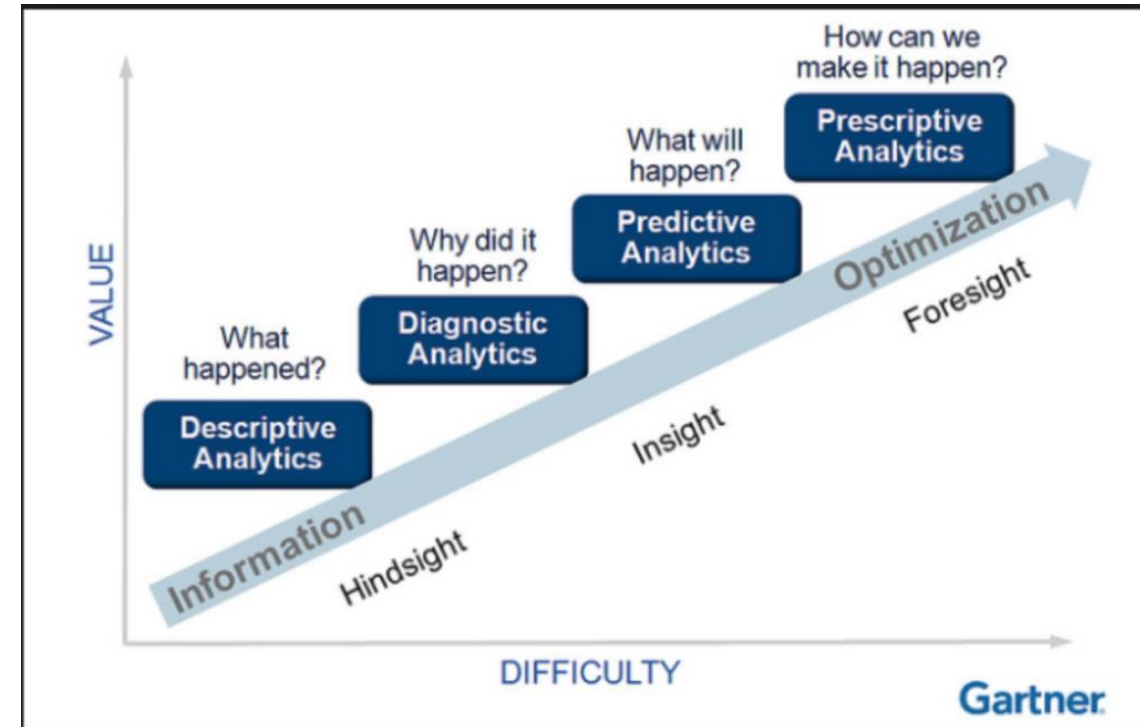 How can we
make it happen?
Prescriptive
Analytics
What will
happen?
Predictive
Analytics
Why did it
happen?
Diagnostic
Analytics
What
happened?
Descriptive
Analytics
VALUE
Information
Optimization
Hindsight
Insight
Foresight
DIFFICULTY
Gartner